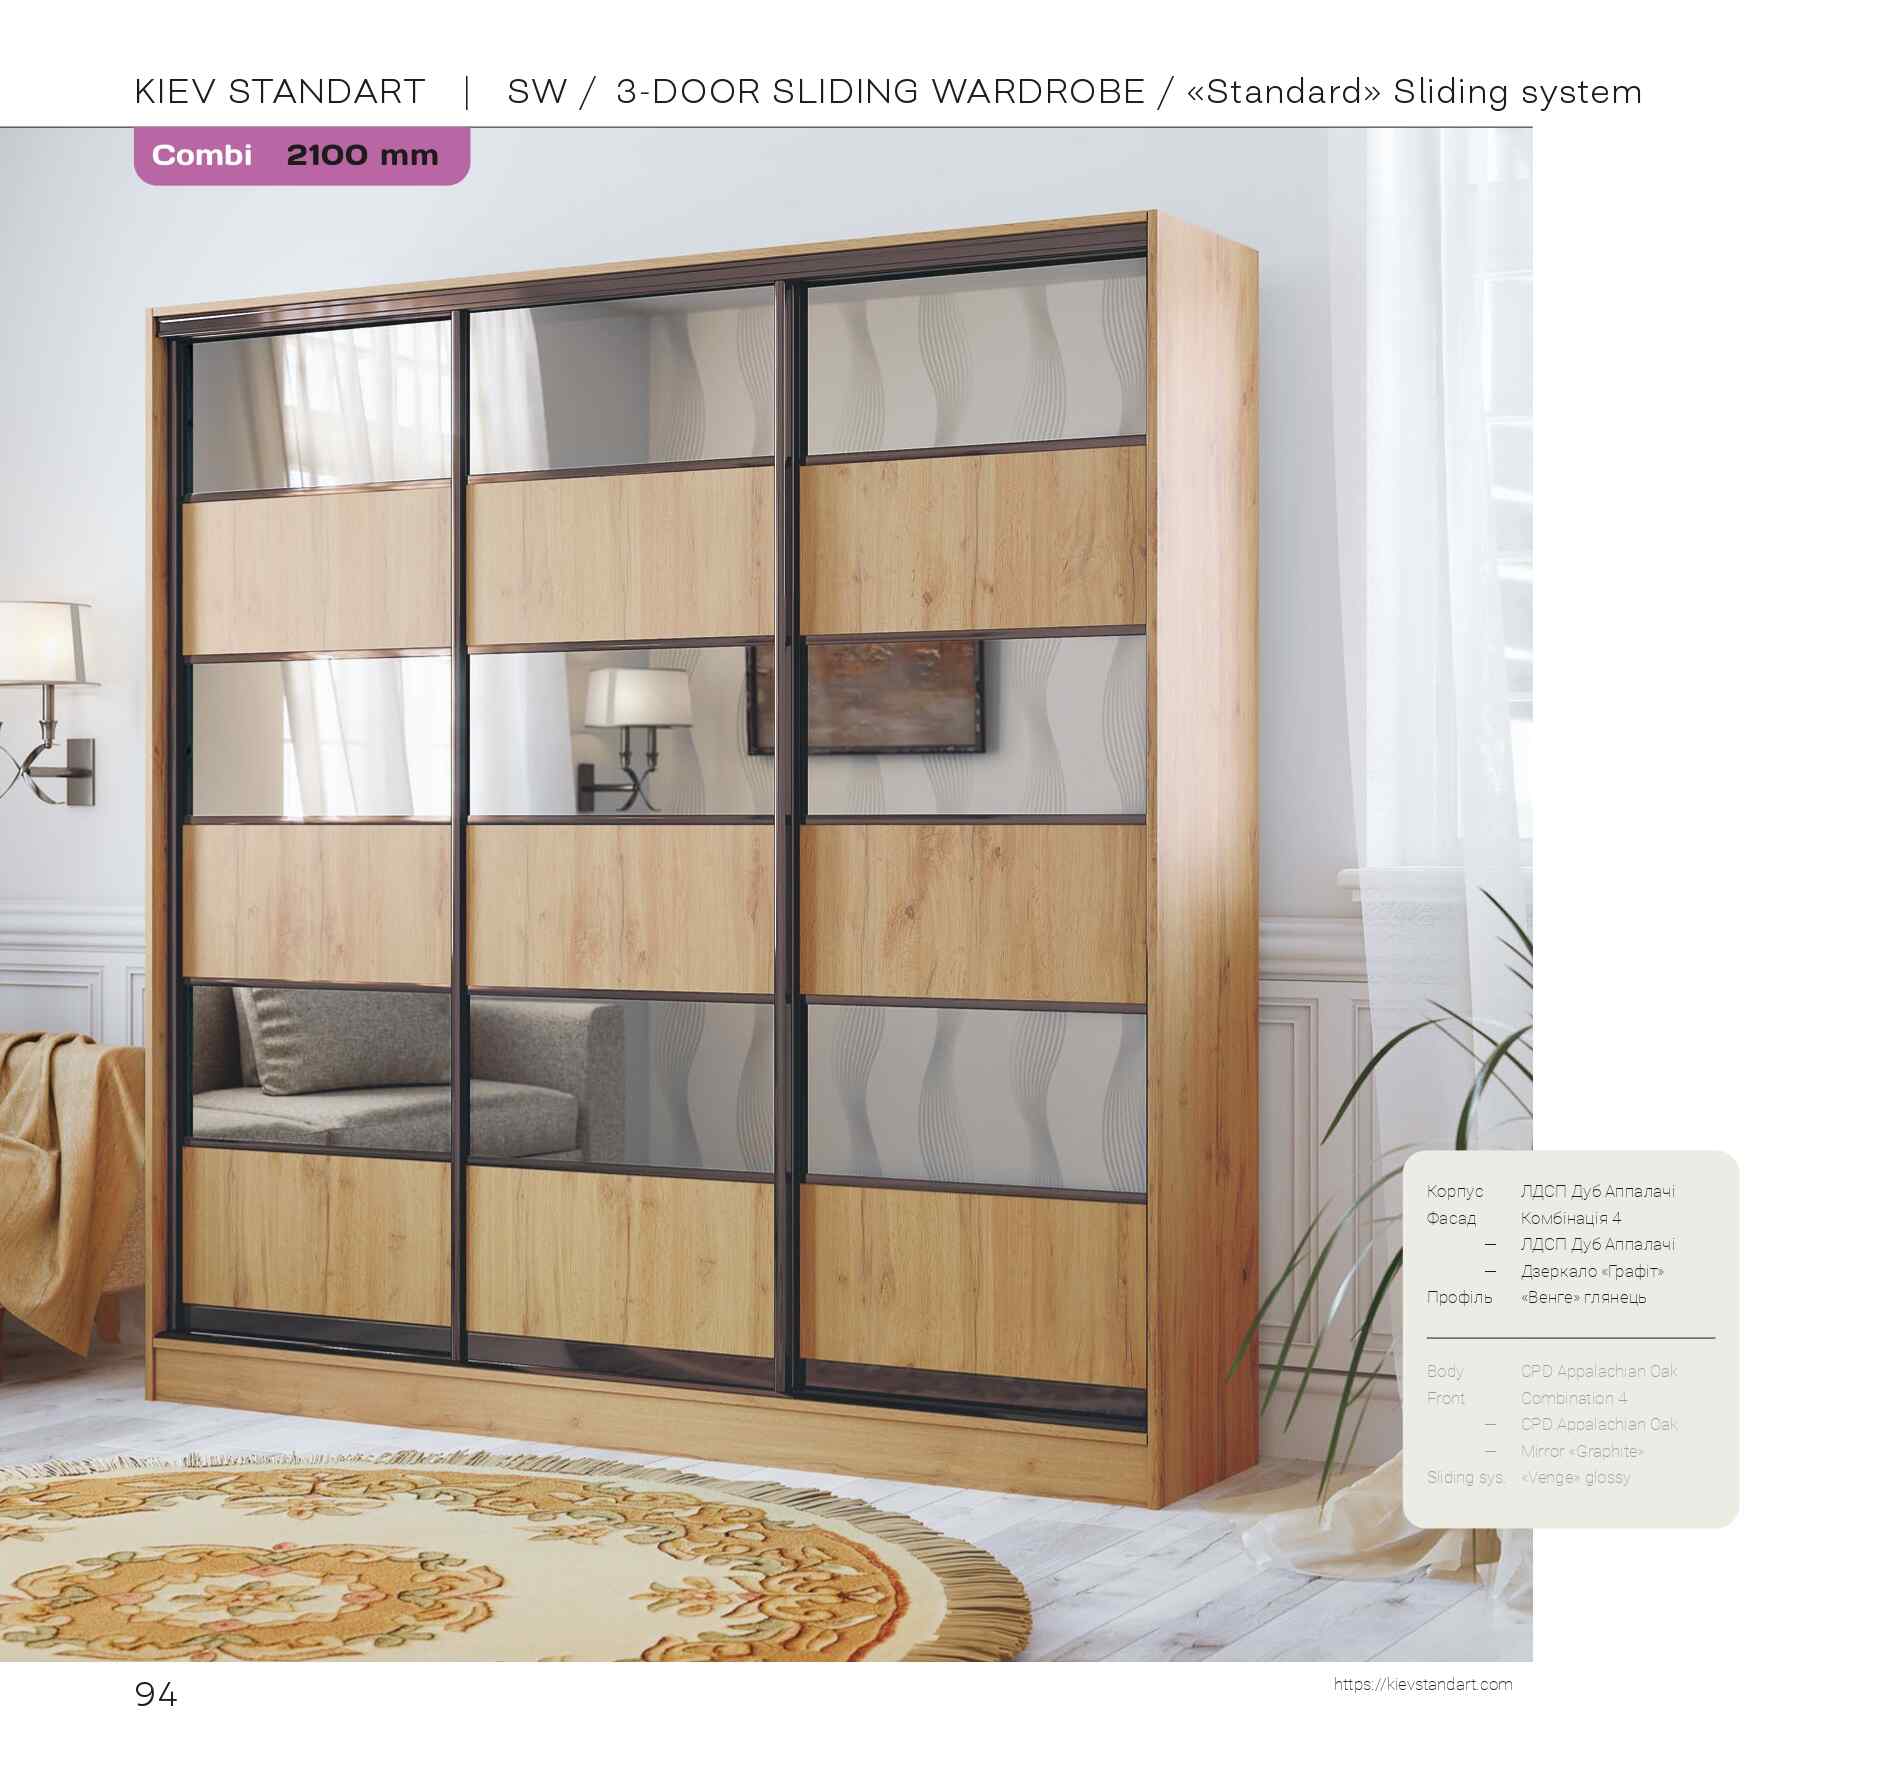 KIEV STANDART | SW / 3-DOOR SLIDING WARDROBE / «Standard» Sliding system
Combi 2100 mm
Корпус ЛДСП Дуб Аппалачі
Фасад Комбінація 4
— ЛДСП Дуб Аппалачі
— Дзеркало «Графіт»
Профіль «Венге» глянець
Body CPD Appalachian Oak
Front Combination 4
— CPD Appalachian Oak
— Mirror «Graphite»
Sliding sys. «Venge» glossy
94
https://kievstandart.com